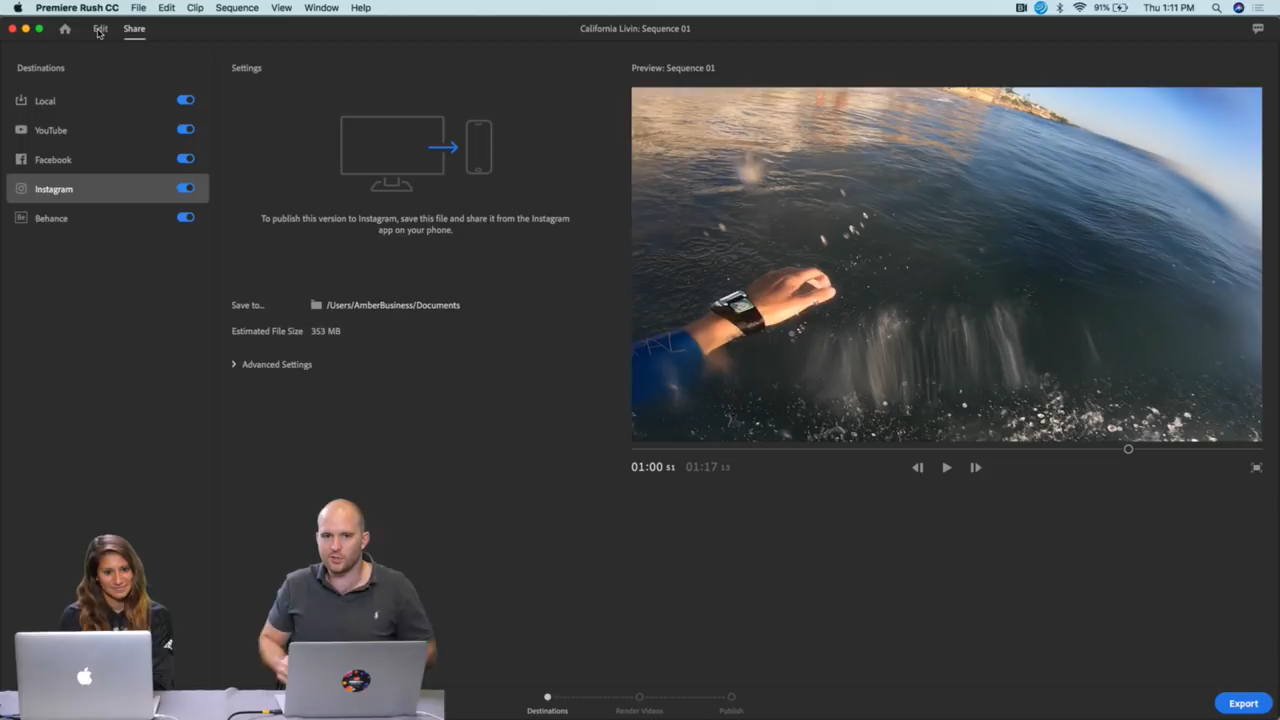 Premiere Rush CC File Edit Clip Sequence View Window Help 91% Thu 1:11 PM
Edit Share California Livin: Sequence 01
Destinations Settings Preview: Sequence 01
Local
YouTube
Facebook
Instagram
Be Behance
To publish this version to Instagram, save this file and share it from the Instagram
app on your phone.
Save to... /Users/AmberBusiness/Documents
Estimated File Size 353 MB
Advanced Settings
01:00 51 01:17 13
Destinations Render Videos Publish
Export